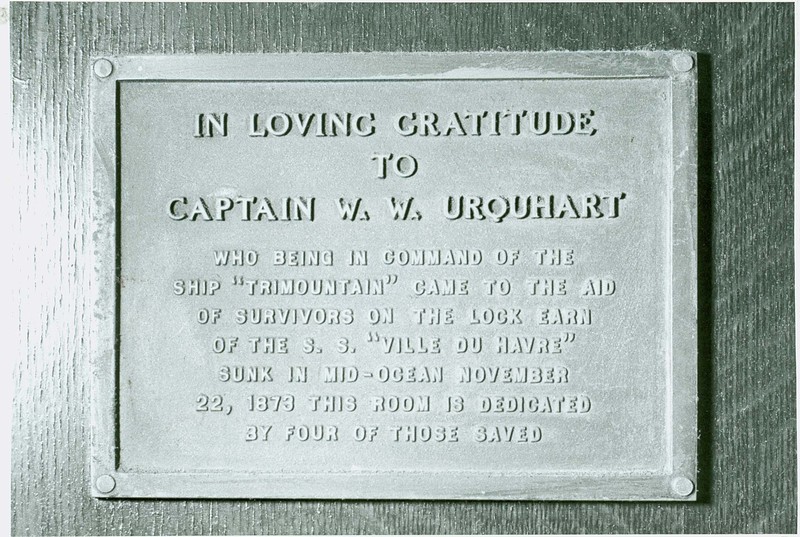 IN LOVING GRATITUDE
TO
CAPTAIN W. W. URQUHART
WHO BEING IN COMMAND OF THE
SHIP "TRIMOUNTAIN" CAME TO THE AID
OF SURVIVORS ON THE LOCK EARN
OF THE S. S. "VILLE DU HAVRE"
SUNK IN MID-OCEAN NOVEMBER
22, 1873 THIS ROOM IS DEDICATED
BY FOUR OF THOSE SAVED